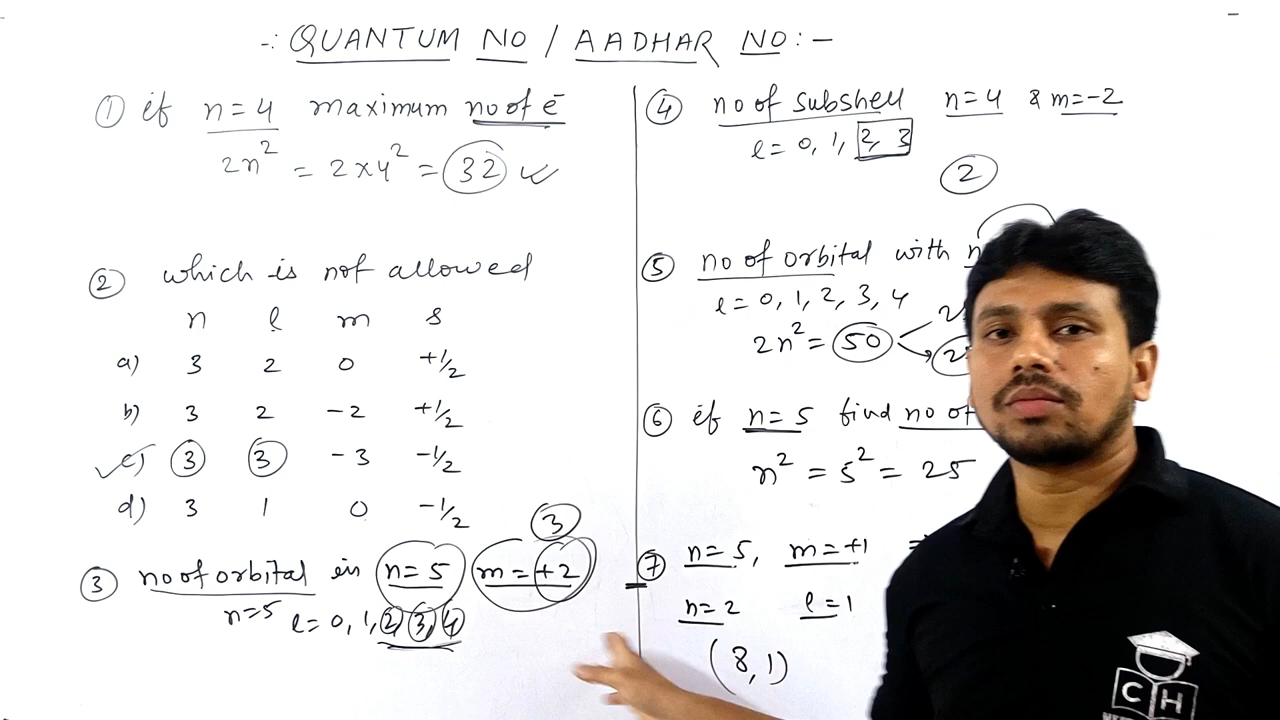 -: QUANTUM NO / AADHAR NO :-
① if n = 4 maximum no of e⁻
2n² = 2 × 4² = 32 ✓
② which is not allowed
n l m s
a) 3 2 0 +1/2
b) 3 2 -2 +1/2
✓ c) 3 3 -3 -1/2
d) 3 1 0 -1/2
③ no of orbital in n = 5 m = +2
3
n=5 l = 0, 1, 2, 3, 4
④ no of subshell n = 4 & m = -2
l = 0, 1, 2, 3
2
⑤ no of orbital with n
l = 0, 1, 2, 3, 4
2n² = 50
⑥ if n = 5 find no of
n² = 5² = 25
⑦ n = 5, m = +1
n = 2 l = 1
(8, 1)
C H